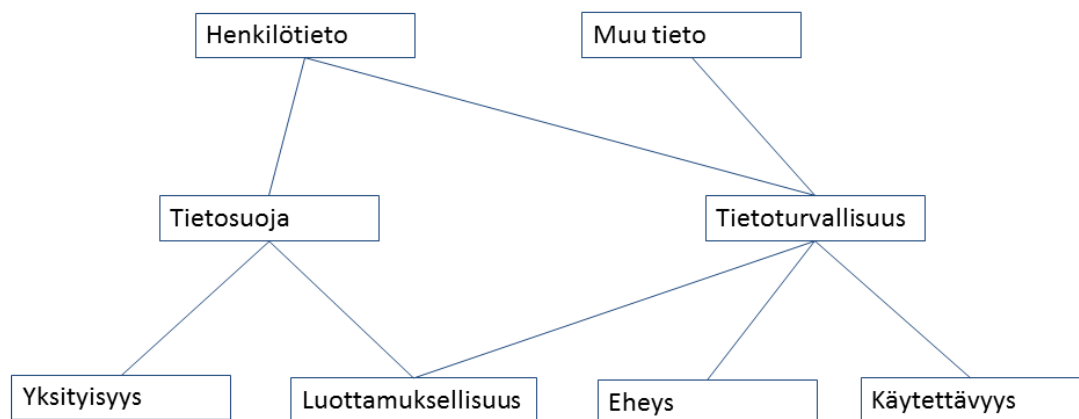 Henkilötieto
Muu tieto
Tietosuoja
Tietoturvallisuus
Yksityisyys
Luottamuksellisuus
Eheys
Käytettävyys